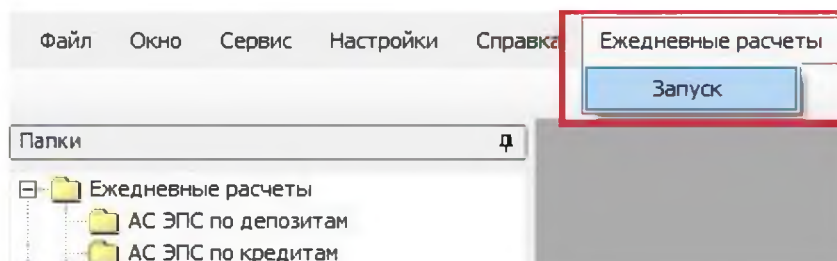 Файл Окно Сервис Настройки Справка Ежедневные расчеты
Запуск
Папки
Ежедневные расчеты
АС ЭПС по депозитам
АС ЭПС по кредитам